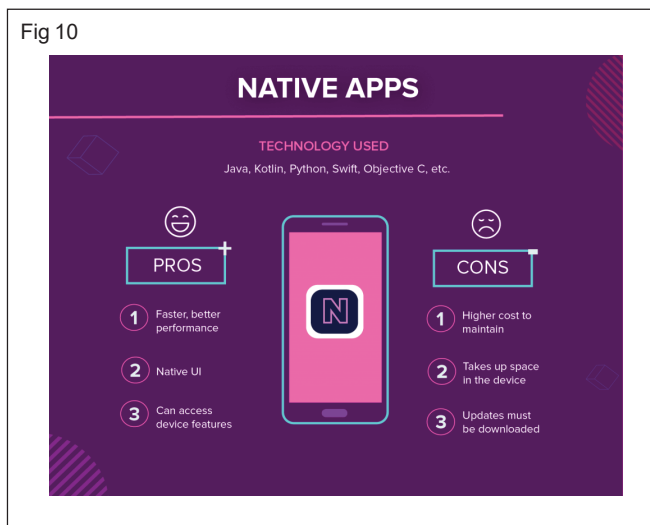 Fig 10
NATIVE APPS
TECHNOLOGY USED
Java, Kotlin, Python, Swift, Objective C, etc.
PROS
1 Faster, better
performance
2 Native UI
3 Can access
device features
N
CONS
1 Higher cost to
maintain
2 Takes up space
in the device
3 Updates must
be downloaded